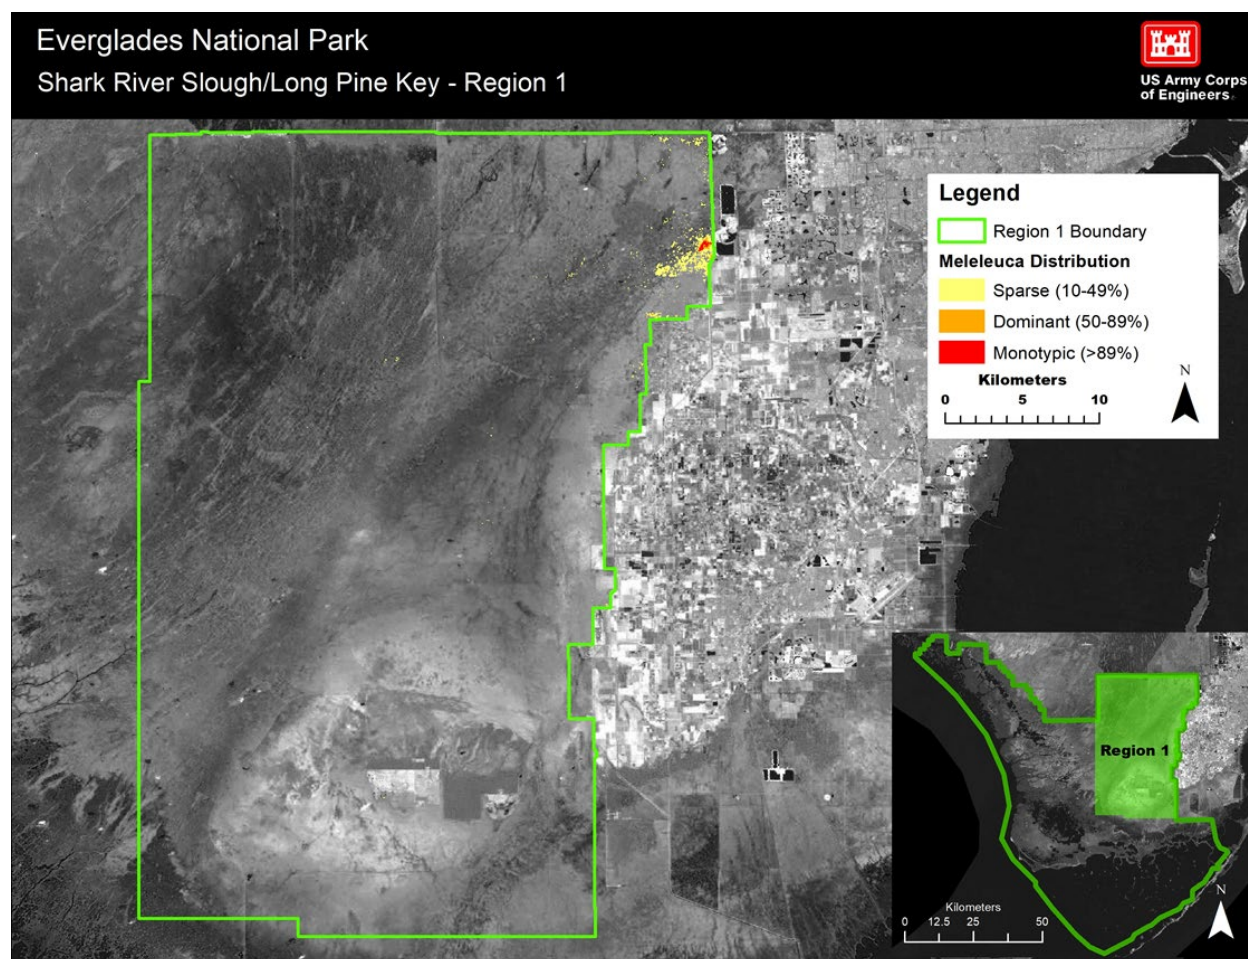 Everglades National Park
Shark River Slough/Long Pine Key - Region 1
US Army Corps
of Engineers
Legend
Region 1 Boundary
Meleleuca Distribution
Sparse (10-49%)
Dominant (50-89%)
Monotypic (>89%)
Kilometers
0 5 10
N
Region 1
Kilometers
0 12.5 25 50
N